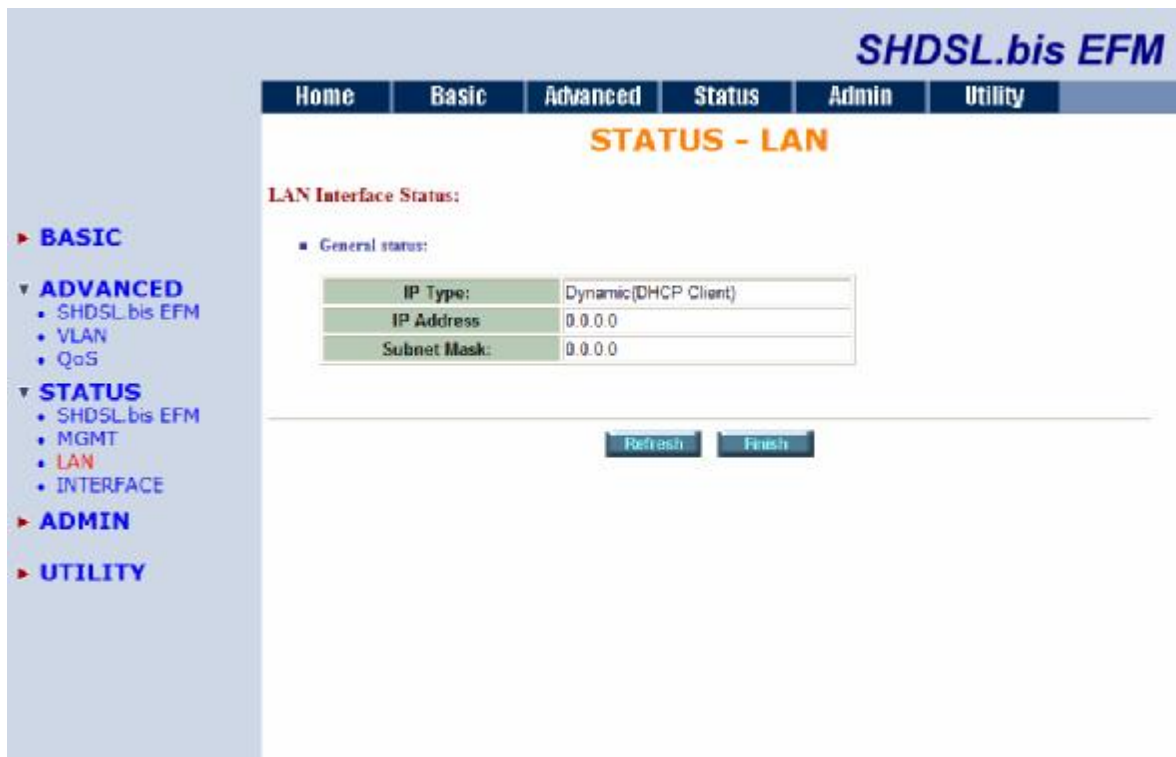 SHDSL.bis EFM
Home Basic Advanced Status Admin Utility
STATUS - LAN
LAN Interface Status:
General status:
IP Type: Dynamic(DHCP Client)
IP Address 0.0.0.0
Subnet Mask: 0.0.0.0
Refresh Finish
BASIC
ADVANCED
SHDSL.bis EFM
VLAN
QoS
STATUS
SHDSL.bis EFM
MGMT
LAN
INTERFACE
ADMIN
UTILITY